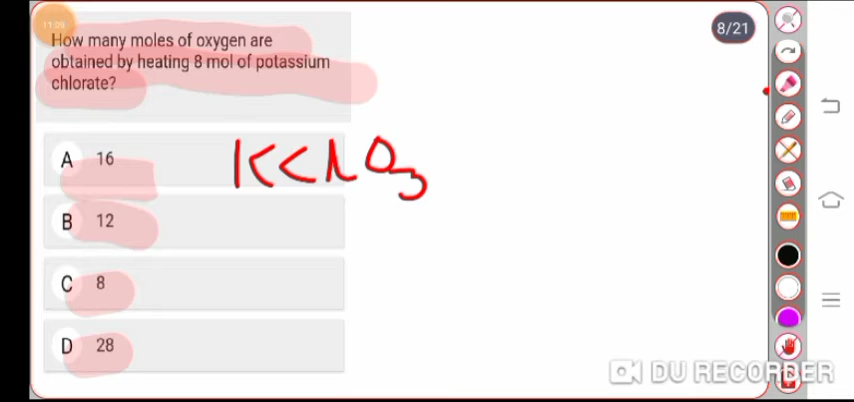 11:09
How many moles of oxygen are
obtained by heating 8 mol of potassium
chlorate?
8/21
A 16
KClO3
B 12
C 8
D 28
DU RECORDER